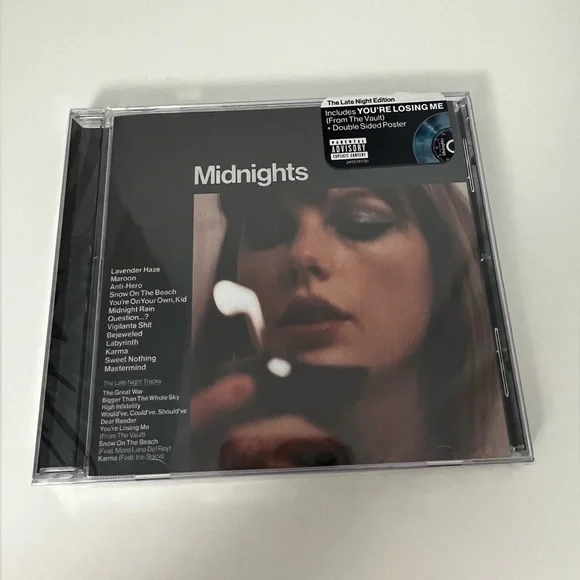 The Late Night Edition
Includes YOU'RE LOSING ME
(From The Vault)
+ Double Sided Poster
PARENTAL
ADVISORY
EXPLICIT CONTENT
Midnights
Lavender Haze
Maroon
Anti-Hero
Snow On The Beach
You're On Your Own, Kid
Midnight Rain
Question...?
Vigilante Shit
Bejeweled
Labyrinth
Karma
Sweet Nothing
Mastermind
The Late Night Tracks
The Great War
Bigger Than The Whole Sky
High Infidelity
Would've, Could've, Should've
Dear Reader
You're Losing Me
(From The Vault)
Snow On The Beach
(Feat. More Lana Del Rey)
Karma (Feat. Ice Spice)